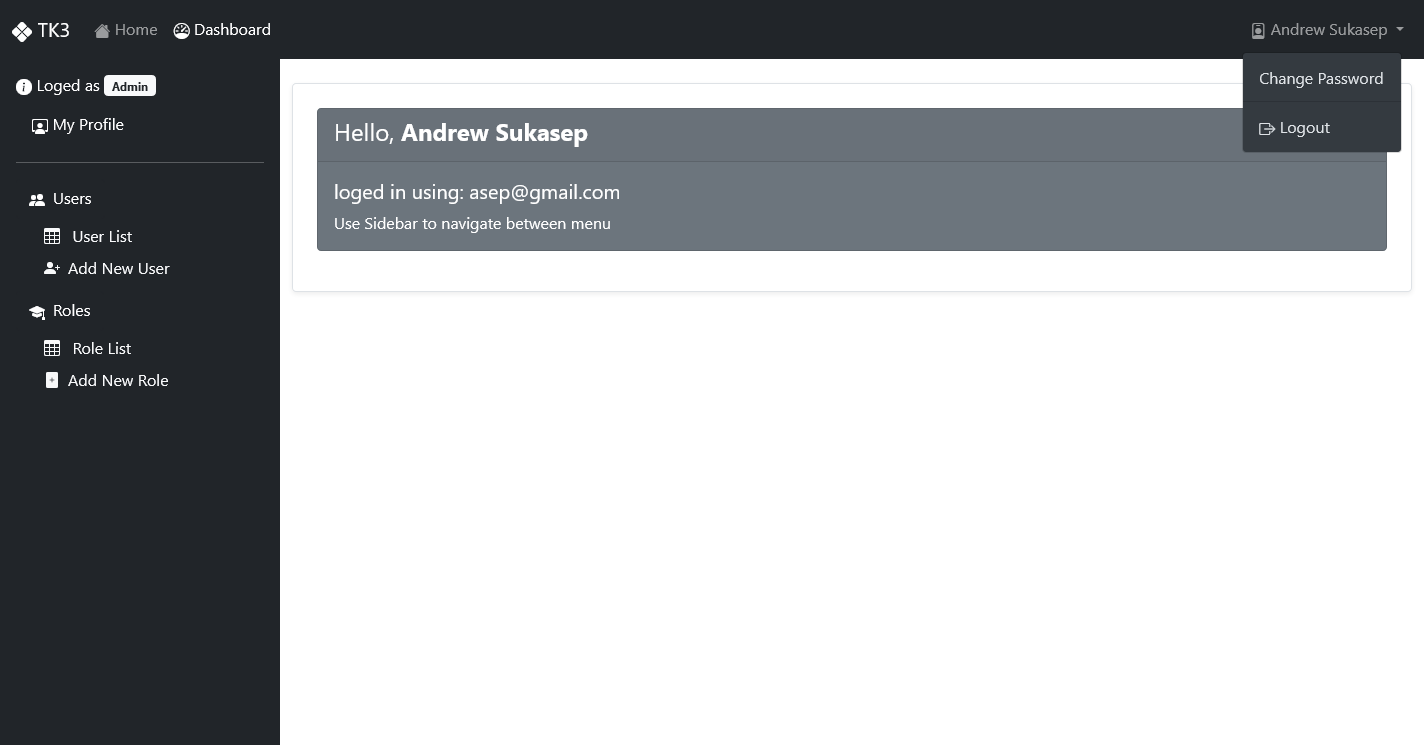 TK3 Home Dashboard Andrew Sukasep
Change Password
Logout
Loged as Admin
My Profile
Users
User List
Add New User
Roles
Role List
Add New Role
Hello, Andrew Sukasep
loged in using: asep@gmail.com
Use Sidebar to navigate between menu